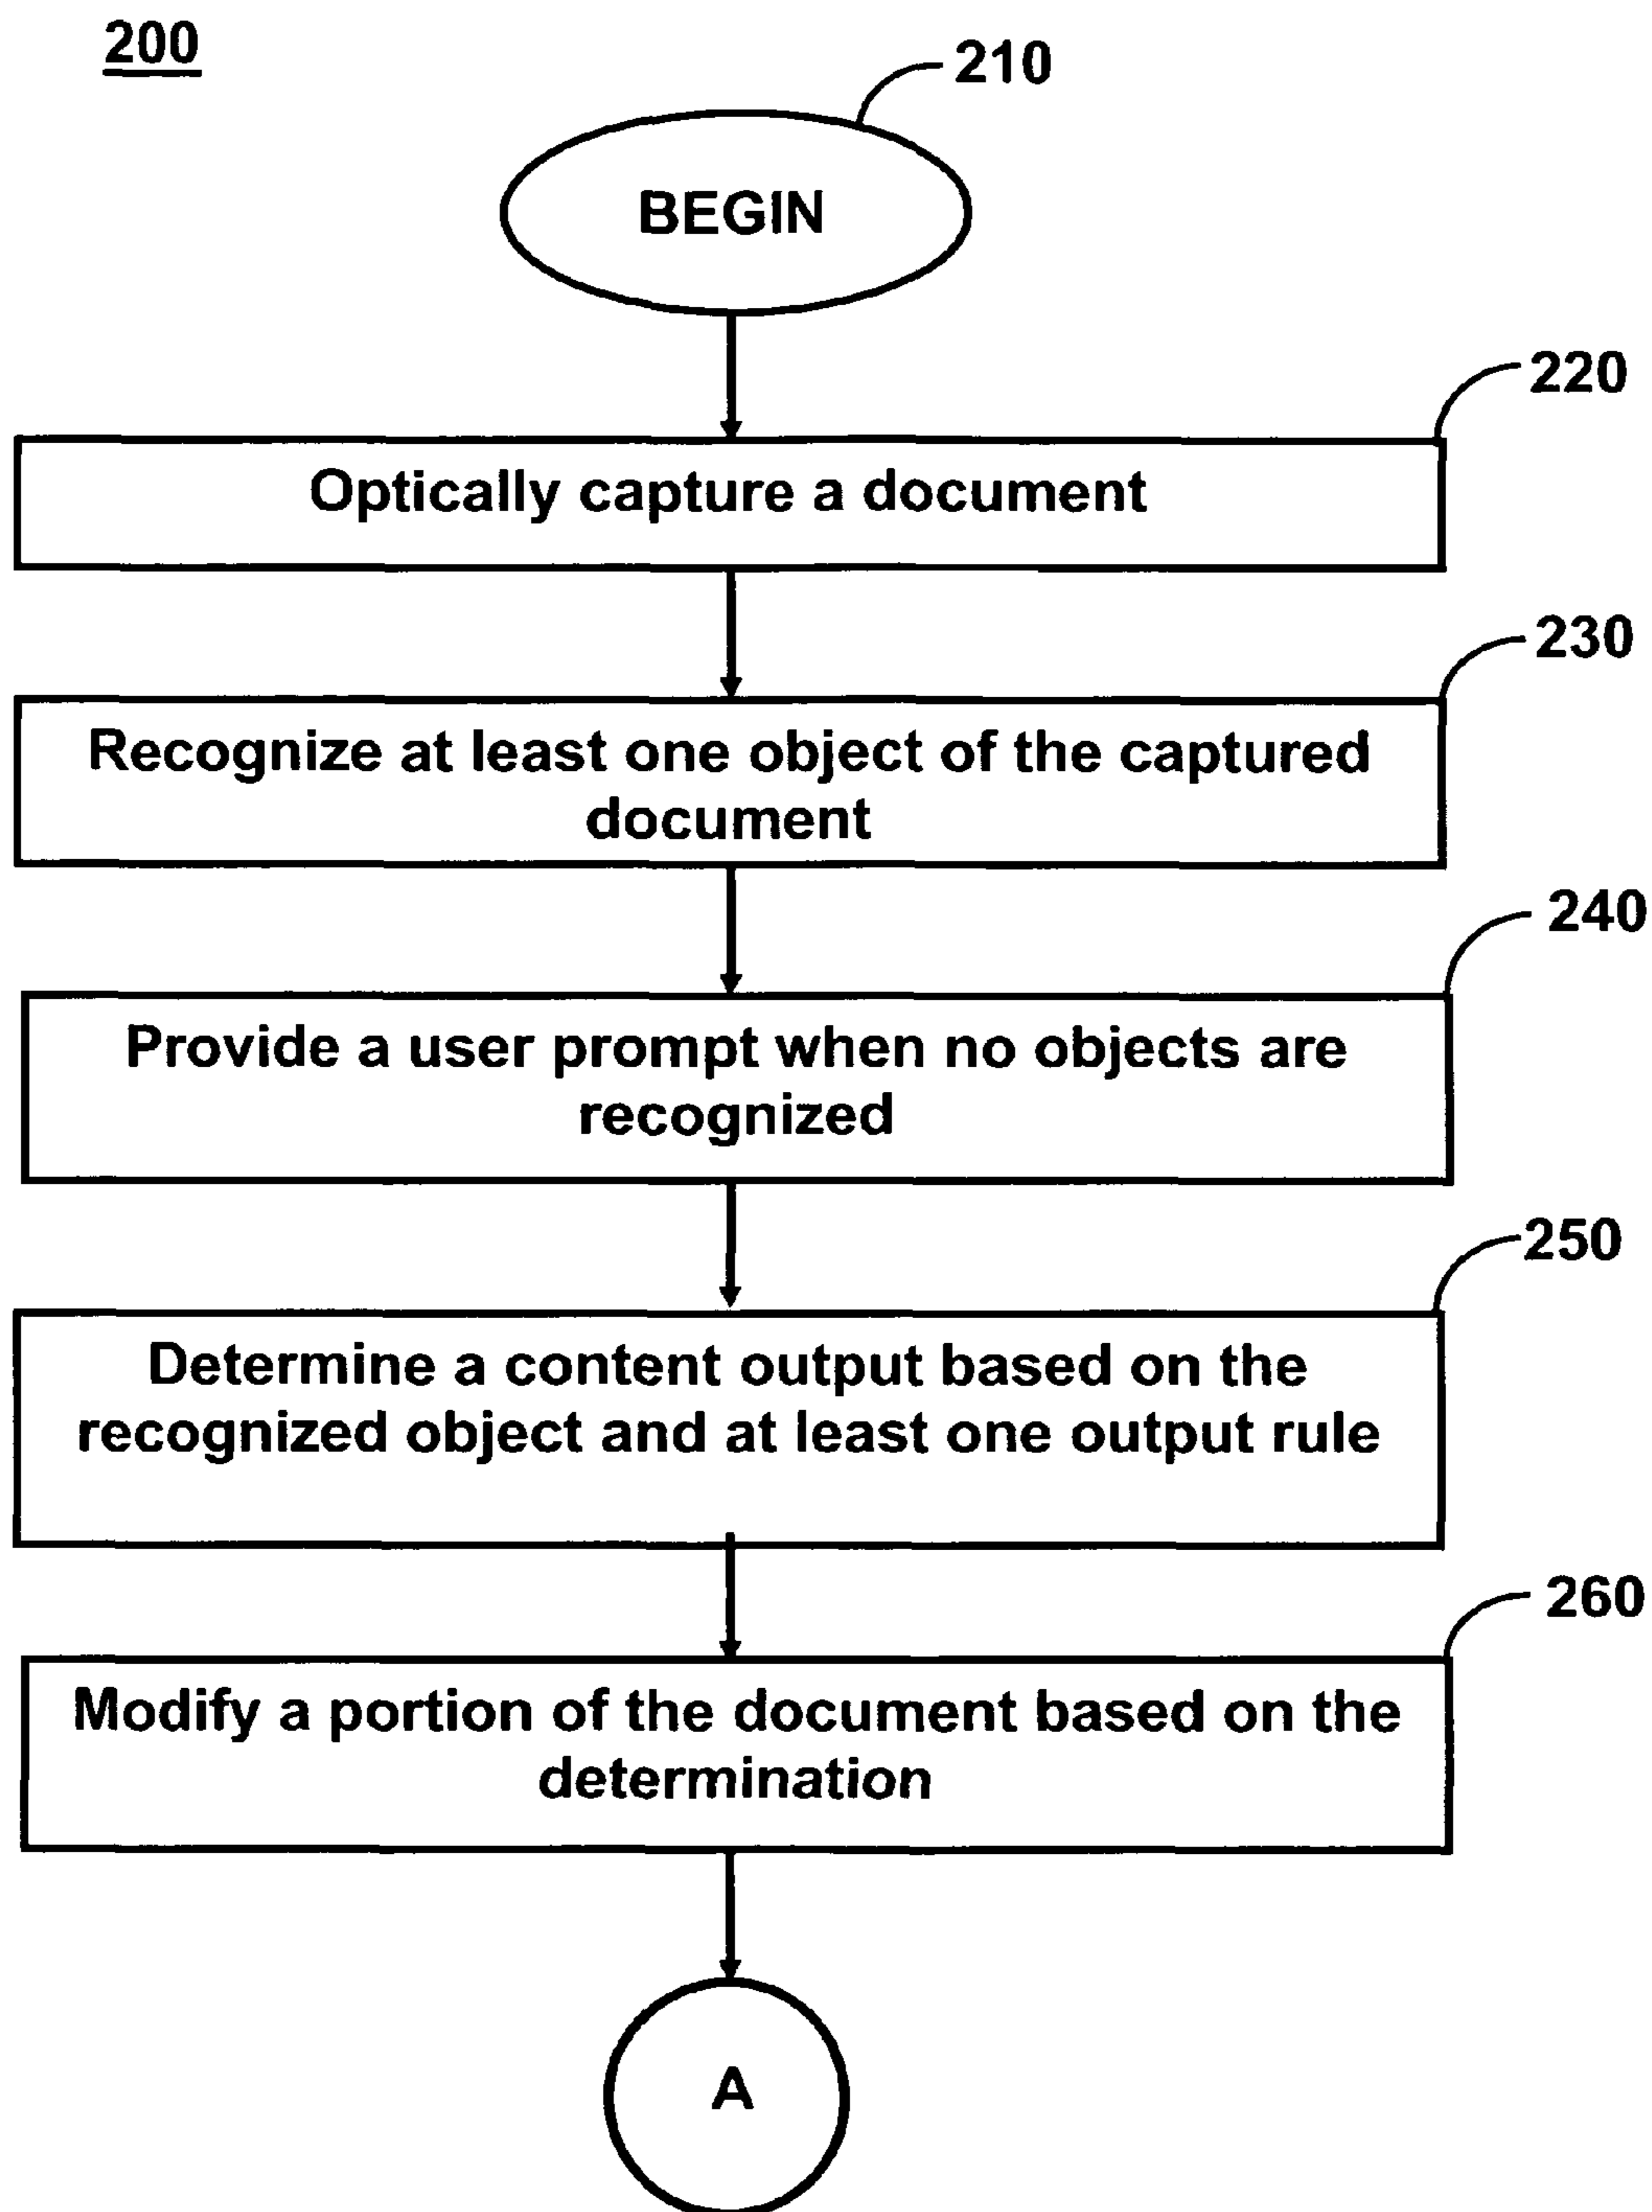 200
210
BEGIN
220
Optically capture a document
230
Recognize at least one object of the captured
document
240
Provide a user prompt when no objects are
recognized
250
Determine a content output based on the
recognized object and at least one output rule
260
Modify a portion of the document based on the
determination
A